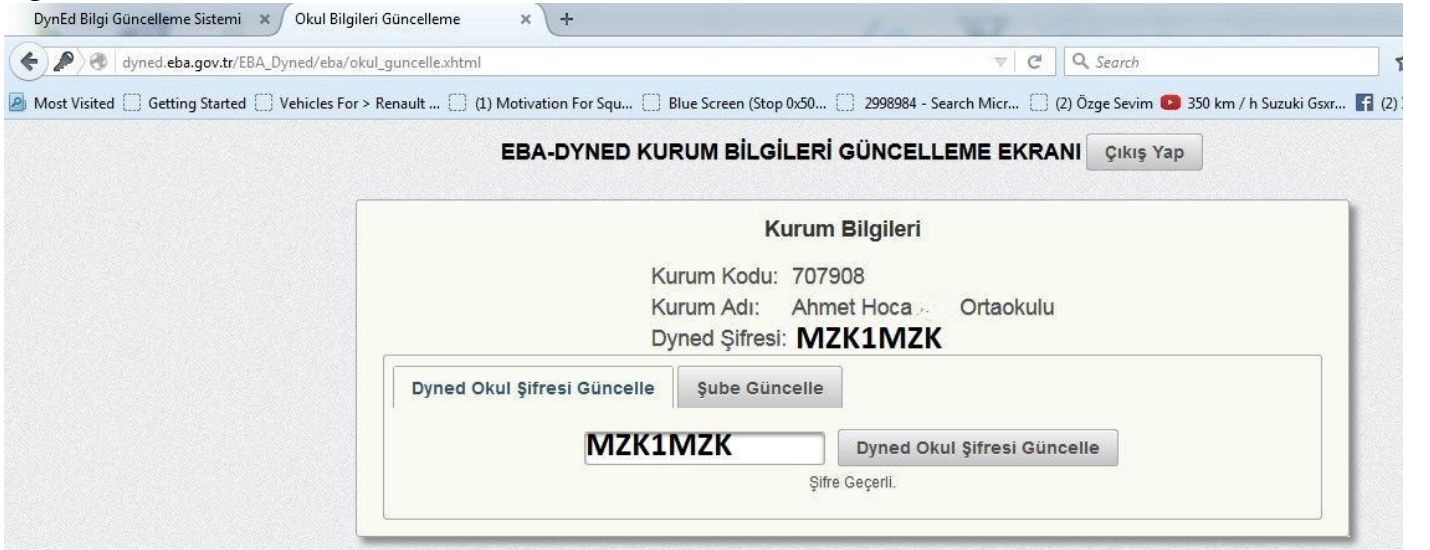 DynEd Bilgi Güncelleme Sistemi × Okul Bilgileri Güncelleme × +
dyned.eba.gov.tr/EBA_Dyned/eba/okul_guncelle.xhtml Search
Most Visited Getting Started Vehicles For > Renault ... (1) Motivation For Squ... Blue Screen (Stop 0x50... 2998984 - Search Micr... (2) Özge Sevim 350 km / h Suzuki Gsxr... (2)
EBA-DYNED KURUM BİLGİLERİ GÜNCELLEME EKRANI Çıkış Yap
Kurum Bilgileri
Kurum Kodu: 707908
Kurum Adı: Ahmet Hoca Ortaokulu
Dyned Şifresi: MZK1MZK
Dyned Okul Şifresi Güncelle Şube Güncelle
MZK1MZK Dyned Okul Şifresi Güncelle
Şifre Geçerli.